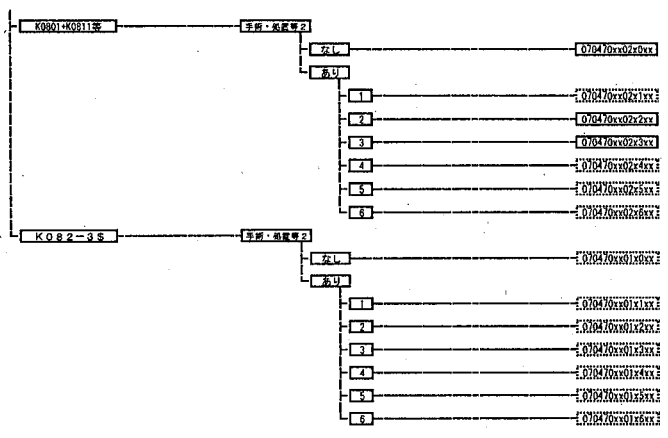 K0801+K0811等 手術・処置等2
なし 070470xx02x0xx
あり
1 070470xx02x1xx
2 070470xx02x2xx
3 070470xx02x3xx
4 070470xx02x4xx
5 070470xx02x5xx
6 070470xx02x6xx
K082-3$ 手術・処置等2
なし 070470xx01x0xx
あり
1 070470xx01x1xx
2 070470xx01x2xx
3 070470xx01x3xx
4 070470xx01x4xx
5 070470xx01x5xx
6 070470xx01x6xx